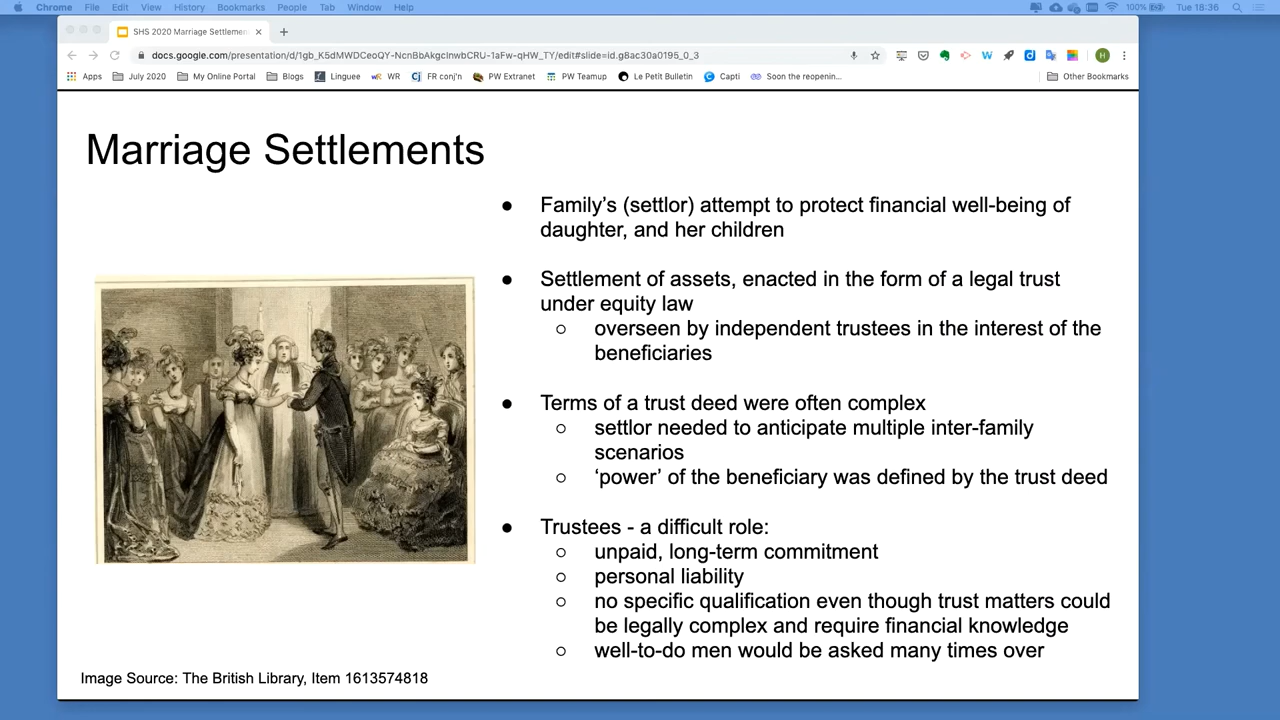 Chrome File Edit View History Bookmarks People Tab Window Help 100% Tue 18:36
SHS 2020 Marriage Settlemen
docs.google.com/presentation/d/1gb_K5dMWDCeoQY-NcnBbAkgcInwbCRU-1aFw-qHW_TY/edit#slide=id.g8ac30a0195_0_3
Apps July 2020 My Online Portal Blogs Linguee WR FR conj'n PW Extranet PW Teamup Le Petit Bulletin Capti Soon the reopenin... Other Bookmarks
Marriage Settlements
● Family’s (settlor) attempt to protect financial well-being of
daughter, and her children
● Settlement of assets, enacted in the form of a legal trust
under equity law
○ overseen by independent trustees in the interest of the
beneficiaries
● Terms of a trust deed were often complex
○ settlor needed to anticipate multiple inter-family
scenarios
○ ‘power’ of the beneficiary was defined by the trust deed
● Trustees - a difficult role:
○ unpaid, long-term commitment
○ personal liability
○ no specific qualification even though trust matters could
be legally complex and require financial knowledge
○ well-to-do men would be asked many times over
Image Source: The British Library, Item 1613574818